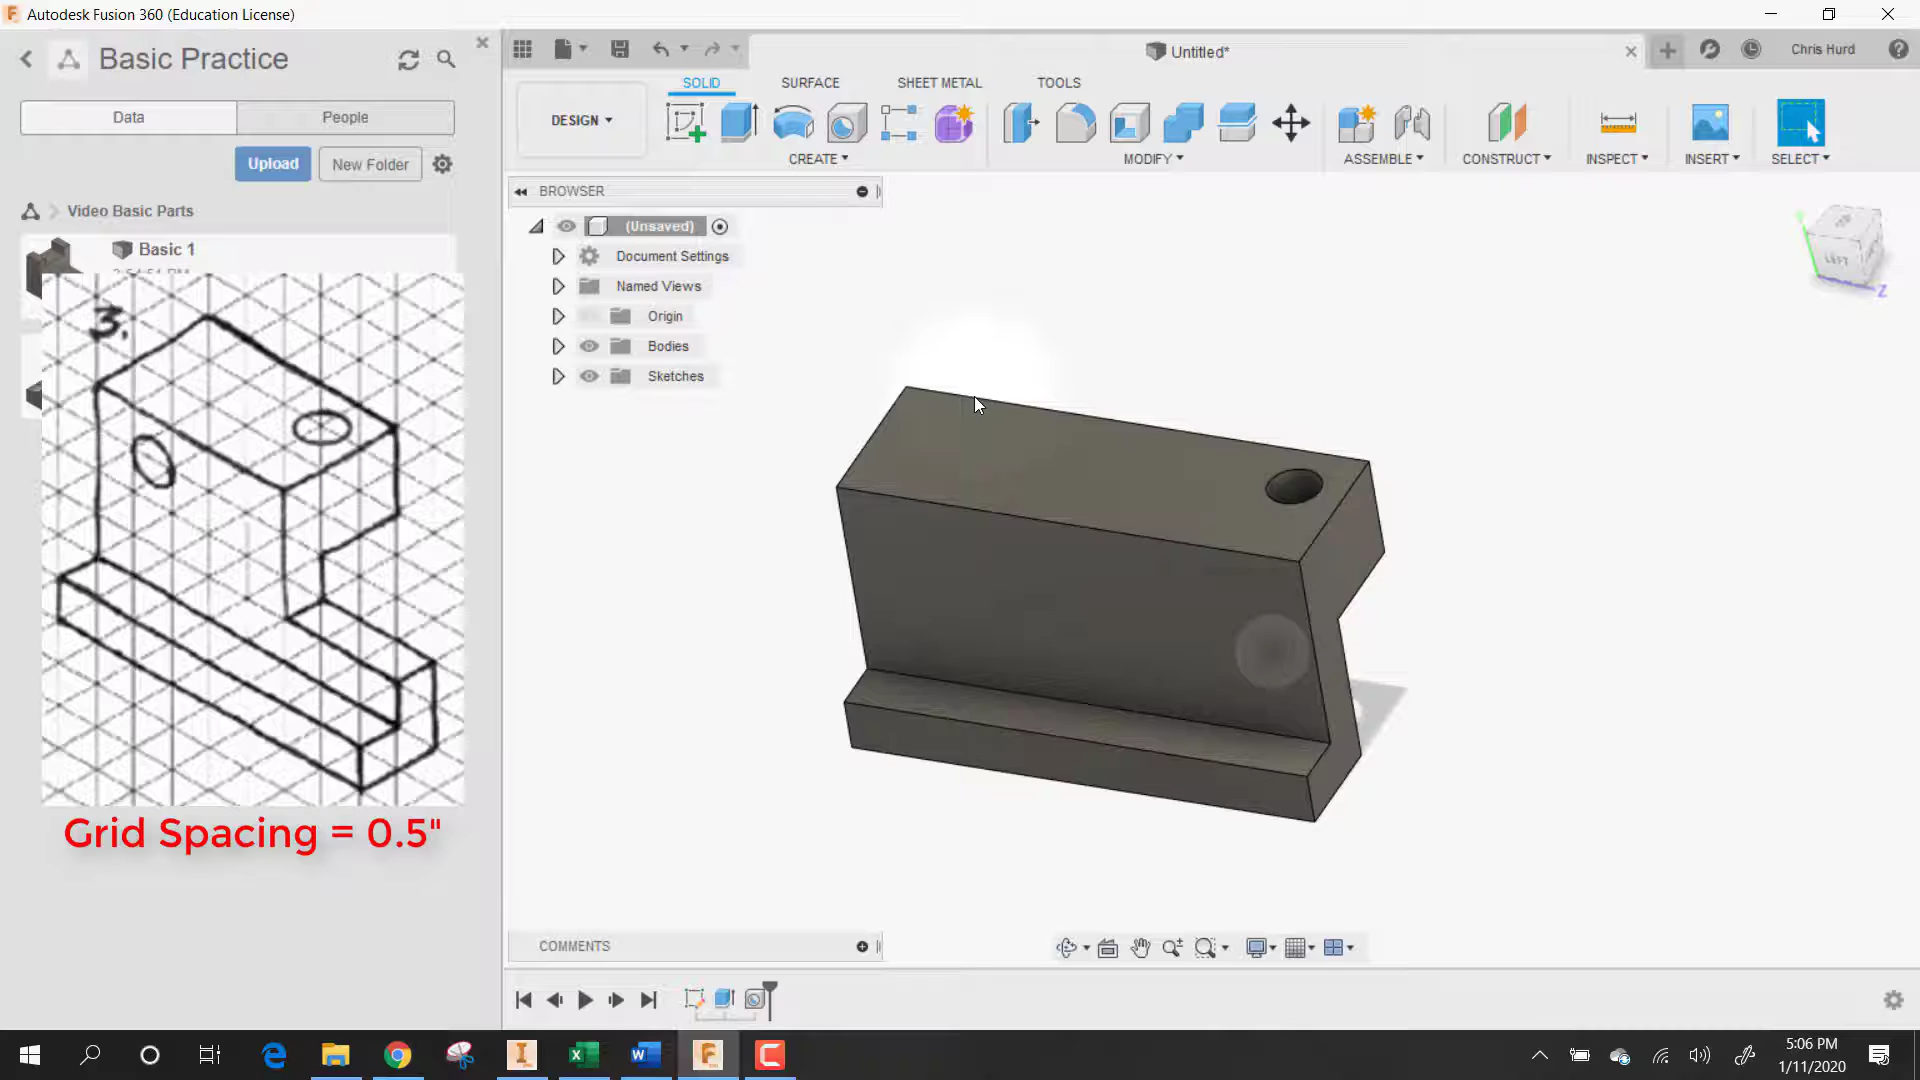 Autodesk Fusion 360 (Education License)
Basic Practice
Data
People
Upload
New Folder
Video Basic Parts
Basic 1
3.
Grid Spacing = 0.5"
Untitled*
Chris Hurd
SOLID
SURFACE
SHEET METAL
TOOLS
DESIGN
CREATE
MODIFY
ASSEMBLE
CONSTRUCT
INSPECT
INSERT
SELECT
BROWSER
(Unsaved)
Document Settings
Named Views
Origin
Bodies
Sketches
LEFT
Z
COMMENTS
5:06 PM
1/11/2020